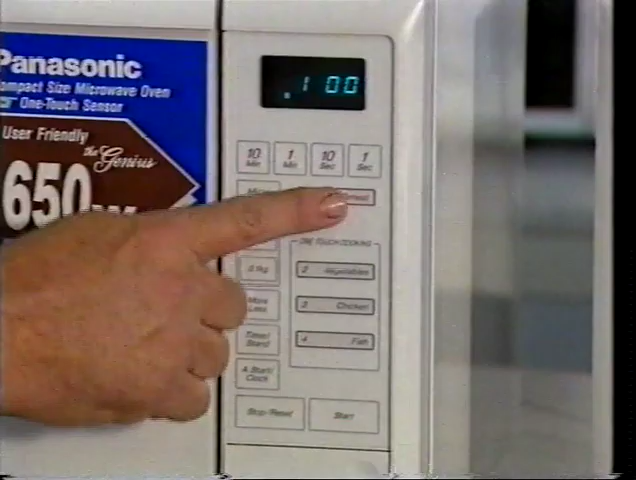 Panasonic
Compact Size Microwave Oven
One-Touch Sensor
User Friendly
the Genius
650
1 00
10 Min
1 Min
10 Sec
1 Sec
ONE TOUCH COOKING
2 Vegetables
3 Chicken
4 Fish
More
Less
Time/
Stand
A.Start/
Clock
Stop/Reset
Start